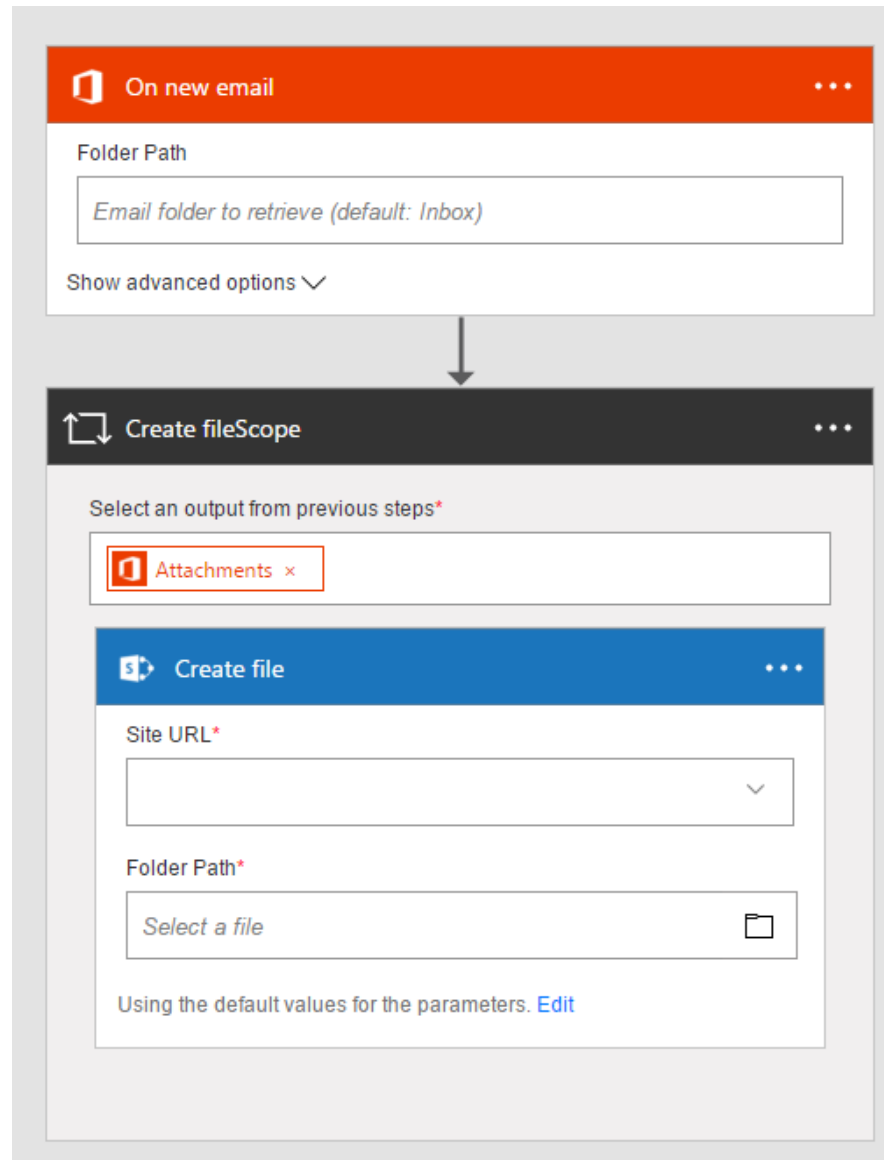 On new email
Folder Path
Email folder to retrieve (default: Inbox)
Show advanced options
Create fileScope
Select an output from previous steps*
Attachments ×
S
Create file
Site URL*
Folder Path*
Select a file
Using the default values for the parameters. Edit